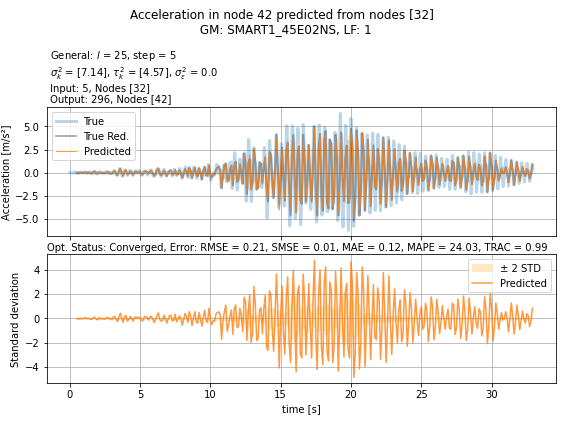 Acceleration in node 42 predicted from nodes [32]
GM: SMART1_45E02NS, LF: 1
General: l = 25, step = 5
σ²ₖ = [7.14], τ²ₖ = [4.57], σ²ε = 0.0
Input: 5, Nodes [32]
Output: 296, Nodes [42]
Acceleration [m/s²]
5.0
2.5
0.0
−2.5
−5.0
True
True Red.
Predicted
Opt. Status: Converged, Error: RMSE = 0.21, SMSE = 0.01, MAE = 0.12, MAPE = 24.03, TRAC = 0.99
Standard deviation
4
2
0
−2
−4
± 2 STD
Predicted
0 5 10 15 20 25 30
time [s]